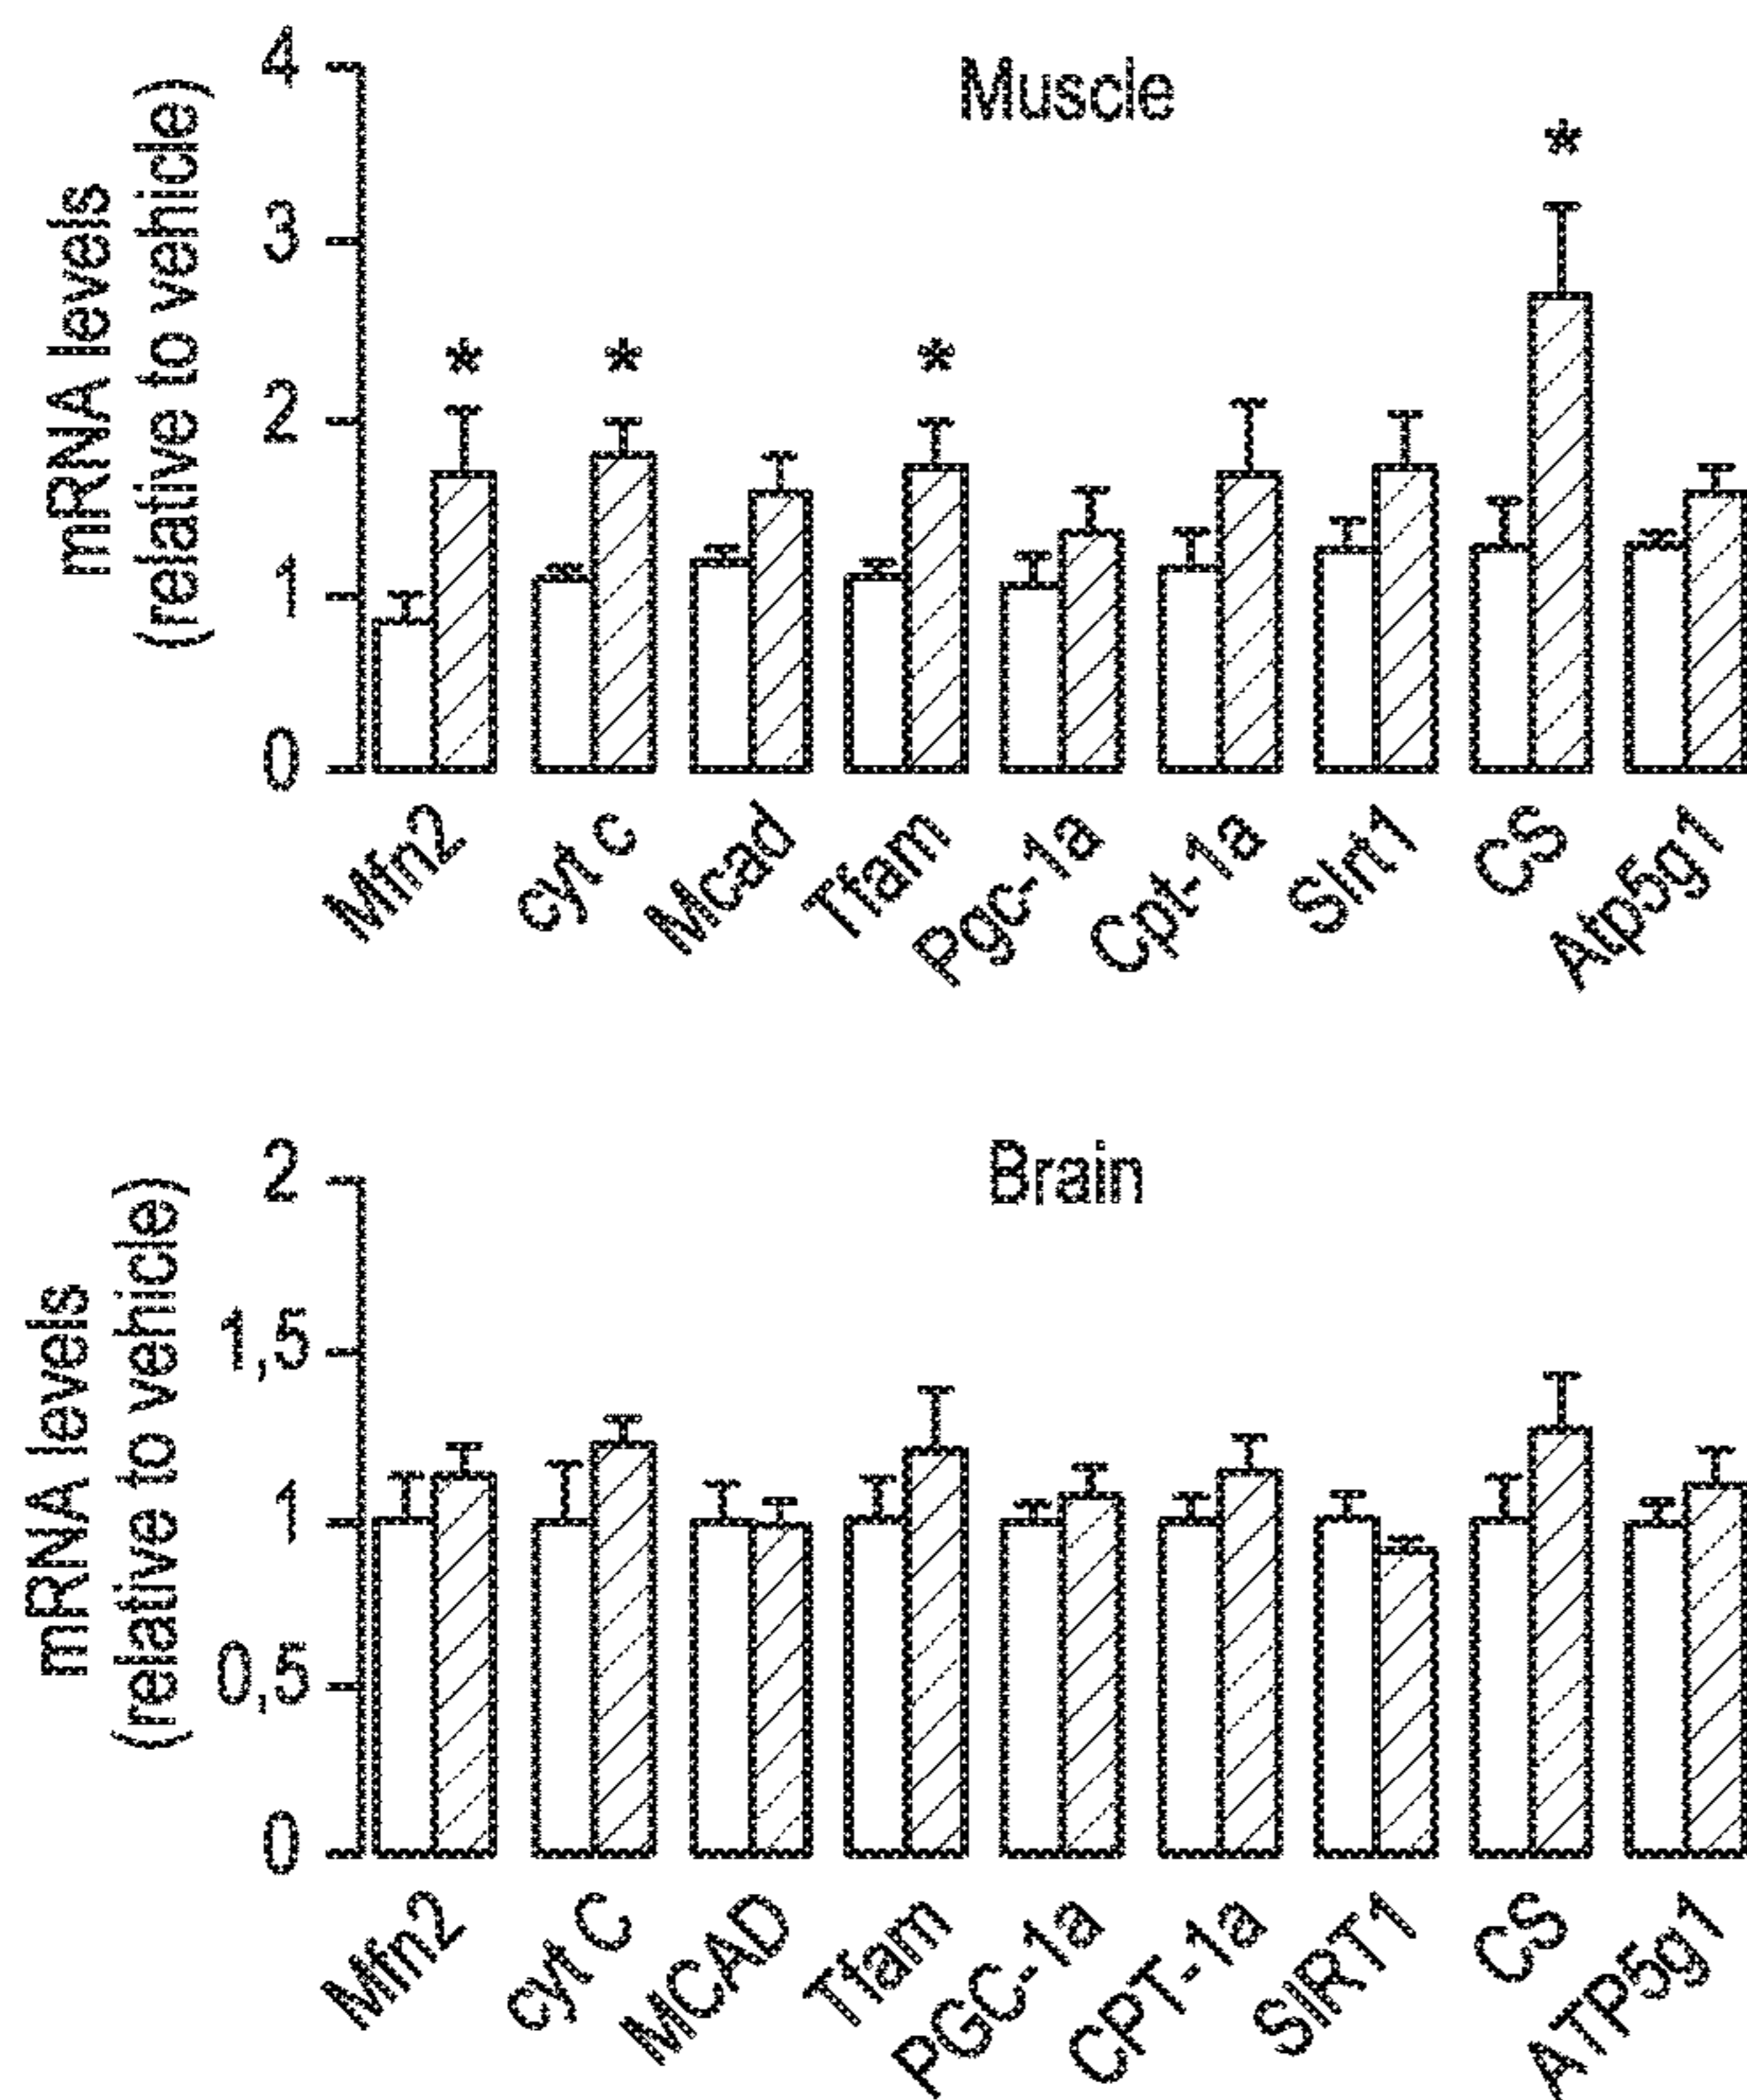 Muscle
mRNA levels
(relative to vehicle)
4
3
2
1
0
*
*
*
*
Mfn2
cyt c
Mcad
Tfam
Pgc-1a
Cpt-1a
SIrt1
CS
Atp5g1
Brain
mRNA levels
(relative to vehicle)
2
1,5
1
0,5
0
Mfn2
cyt C
MCAD
Tfam
PGC-1a
CPT-1a
SIRT1
CS
ATP5g1